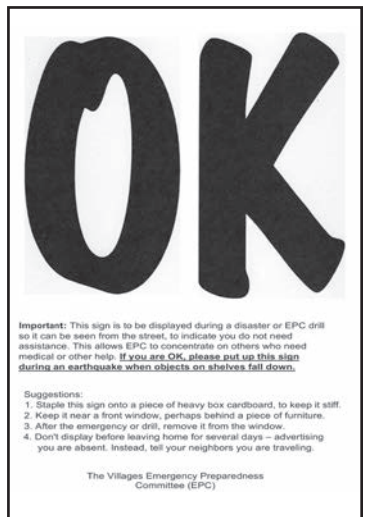 OK
Important: This sign is to be displayed during a disaster or EPC drill
so it can be seen from the street, to indicate you do not need
assistance. This allows EPC to concentrate on others who need
medical or other help. If you are OK, please put up this sign
during an earthquake when objects on shelves fall down.
Suggestions:
1. Staple this sign onto a piece of heavy box cardboard, to keep it stiff.
2. Keep it near a front window, perhaps behind a piece of furniture.
3. After the emergency or drill, remove it from the window.
4. Don't display before leaving home for several days – advertising
you are absent. Instead, tell your neighbors you are traveling.
The Villages Emergency Preparedness
Committee (EPC)